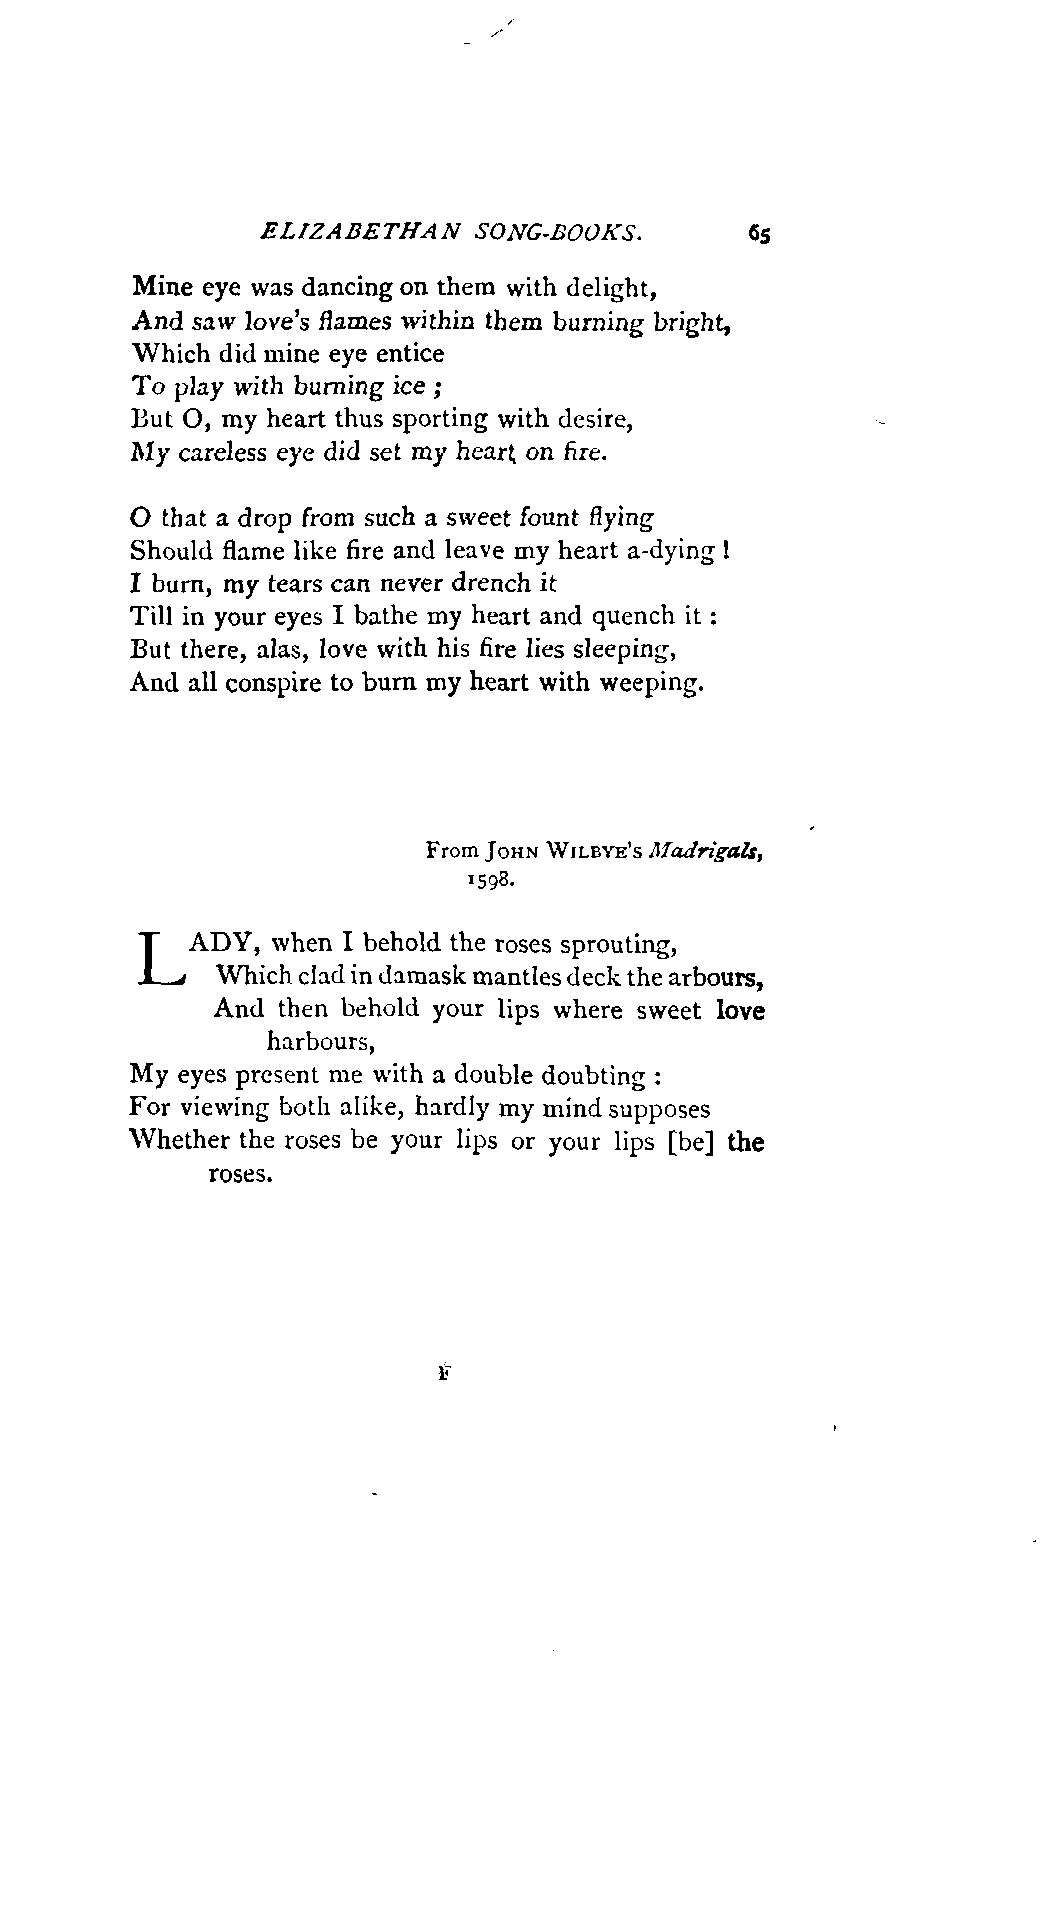 ELIZABETHAN SONG-BOOKS. 65
Mine eye was dancing on them with delight,
And saw love's flames within them burning bright,
Which did mine eye entice
To play with burning ice ;
But O, my heart thus sporting with desire,
My careless eye did set my heart on fire.
O that a drop from such a sweet fount flying
Should flame like fire and leave my heart a-dying !
I burn, my tears can never drench it
Till in your eyes I bathe my heart and quench it :
But there, alas, love with his fire lies sleeping,
And all conspire to burn my heart with weeping.
From JOHN WILBYE'S Madrigals,
1598.
LADY, when I behold the roses sprouting,
Which clad in damask mantles deck the arbours,
And then behold your lips where sweet love
harbours,
My eyes present me with a double doubting :
For viewing both alike, hardly my mind supposes
Whether the roses be your lips or your lips [be] the
roses.
F